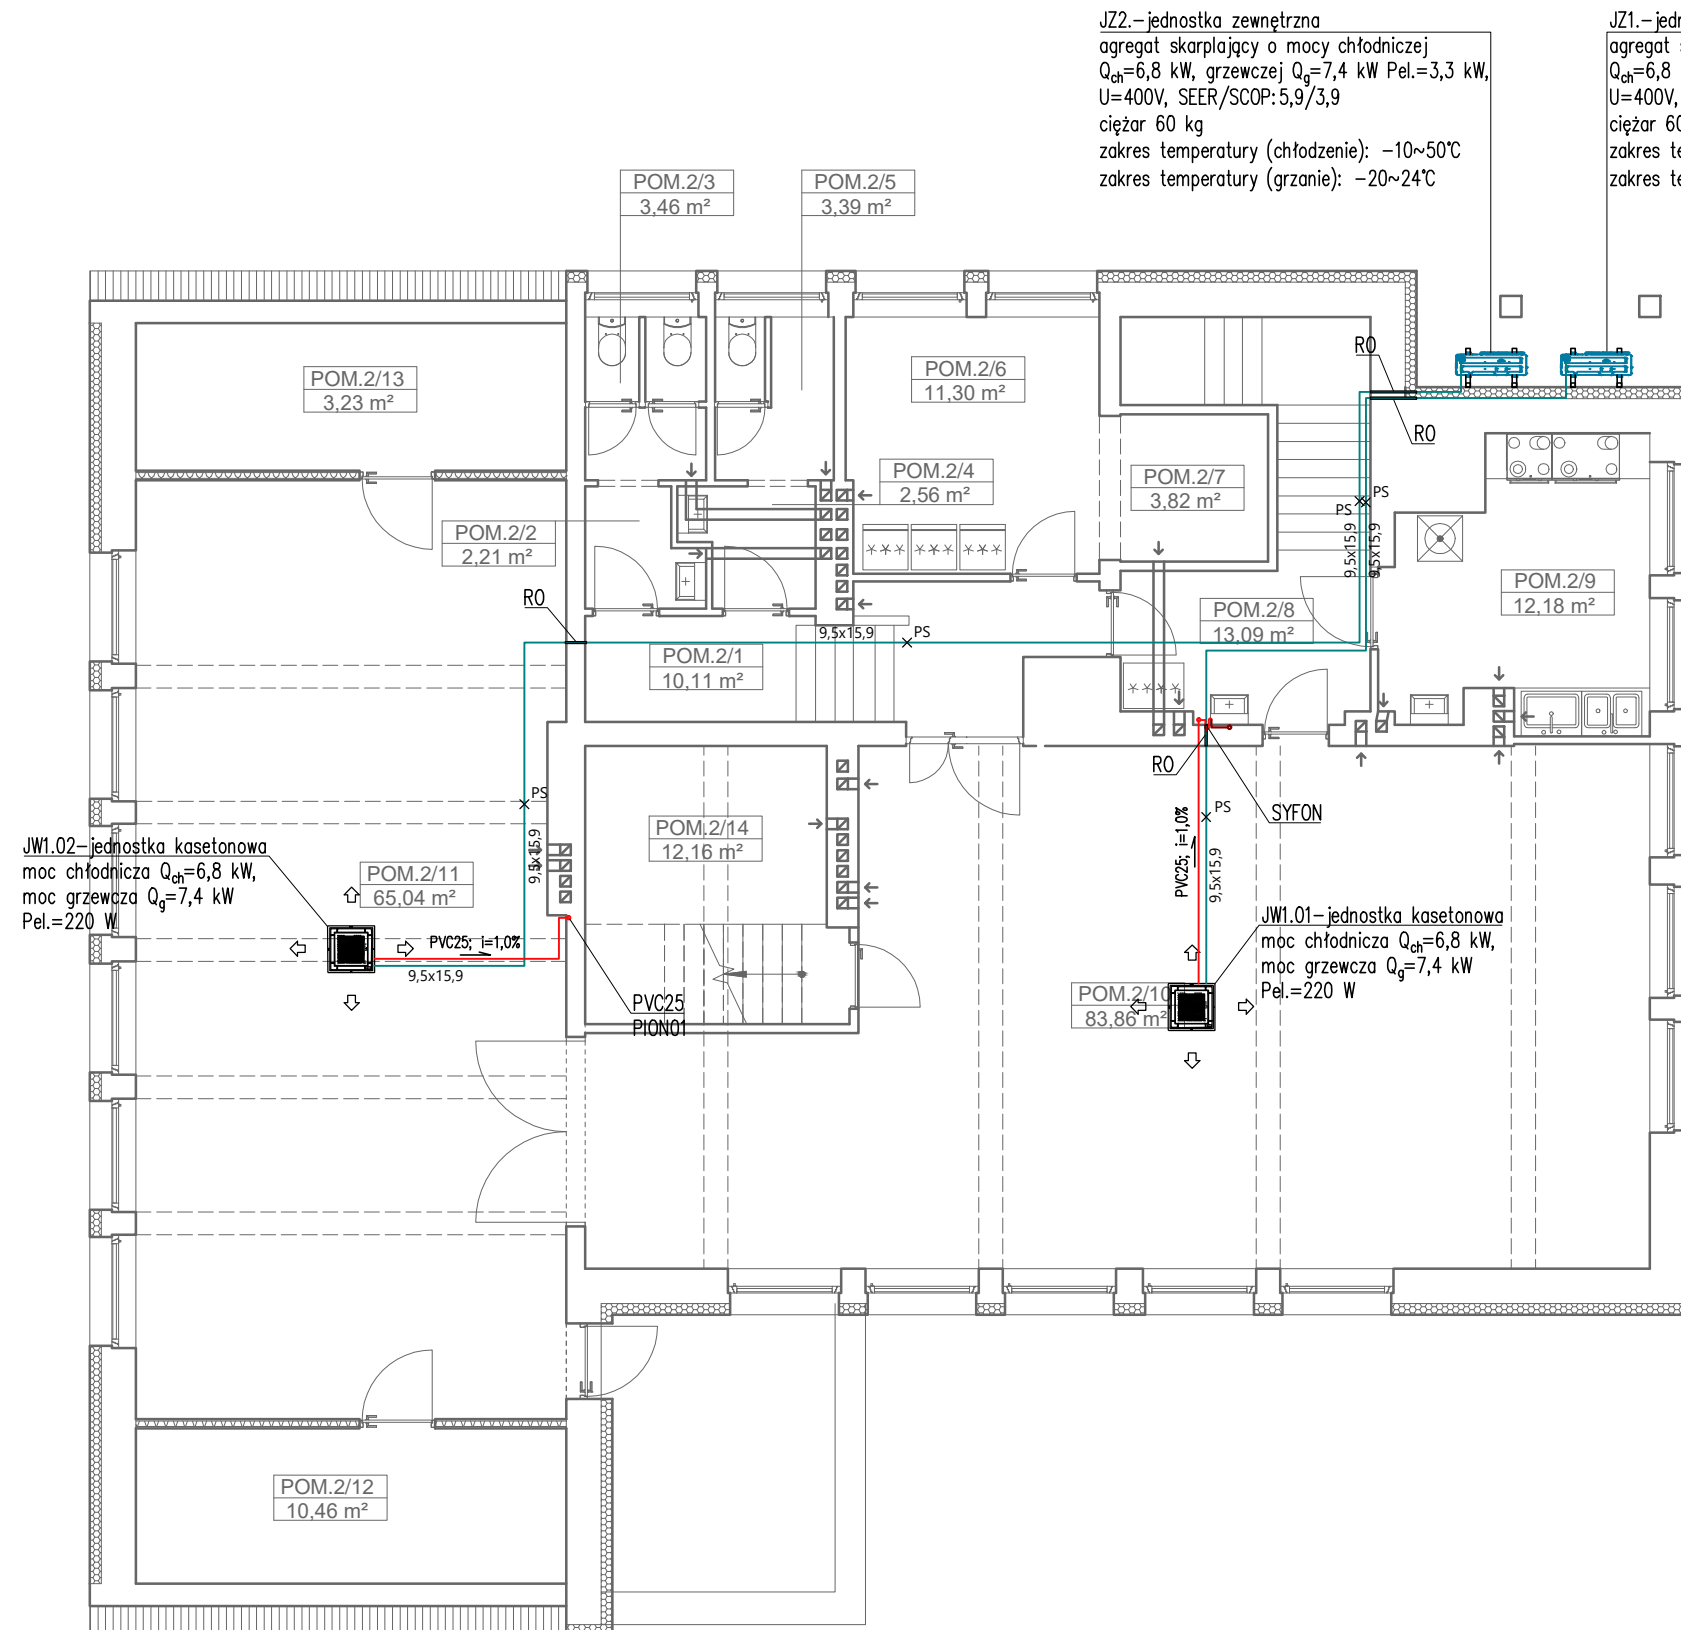 JZ2.-jednostka zewnętrzna
agregat skarplający o mocy chłodniczej
Qch=6,8 kW, grzewczej Qg=7,4 kW Pel.=3,3 kW,
U=400V, SEER/SCOP:5,9/3,9
ciężar 60 kg
zakres temperatury (chłodzenie): -10~50°C
zakres temperatury (grzanie): -20~24°C
JZ1.-jedn
agregat
Qch=6,8
U=400V,
ciężar 60
zakres te
zakres te
POM.2/3
3,46 m²
POM.2/5
3,39 m²
RO
POM.2/13
3,23 m²
POM.2/6
11,30 m²
RO
POM.2/4
2,56 m²
POM.2/7
3,82 m²
PS
PS
POM.2/2
2,21 m²
9,5x15,9
9,5x15,9
POM.2/9
12,18 m²
RO
POM.2/8
13,09 m²
9,5x15,9
PS
POM.2/1
10,11 m²
RO
PS
PS
SYFON
POM.2/14
12,16 m²
PVC25; i=1,0%
9,5x15,9
9,5x15,9
JW1.02-jednostka kasetonowa
moc chłodnicza Qch=6,8 kW,
moc grzewcza Qg=7,4 kW
Pel.=220 W
POM.2/11
65,04 m²
PVC25; i=1,0%
9,5x15,9
JW1.01-jednostka kasetonowa
moc chłodnicza Qch=6,8 kW,
moc grzewcza Qg=7,4 kW
Pel.=220 W
PVC25
PION01
POM.2/10
83,86 m²
POM.2/12
10,46 m²